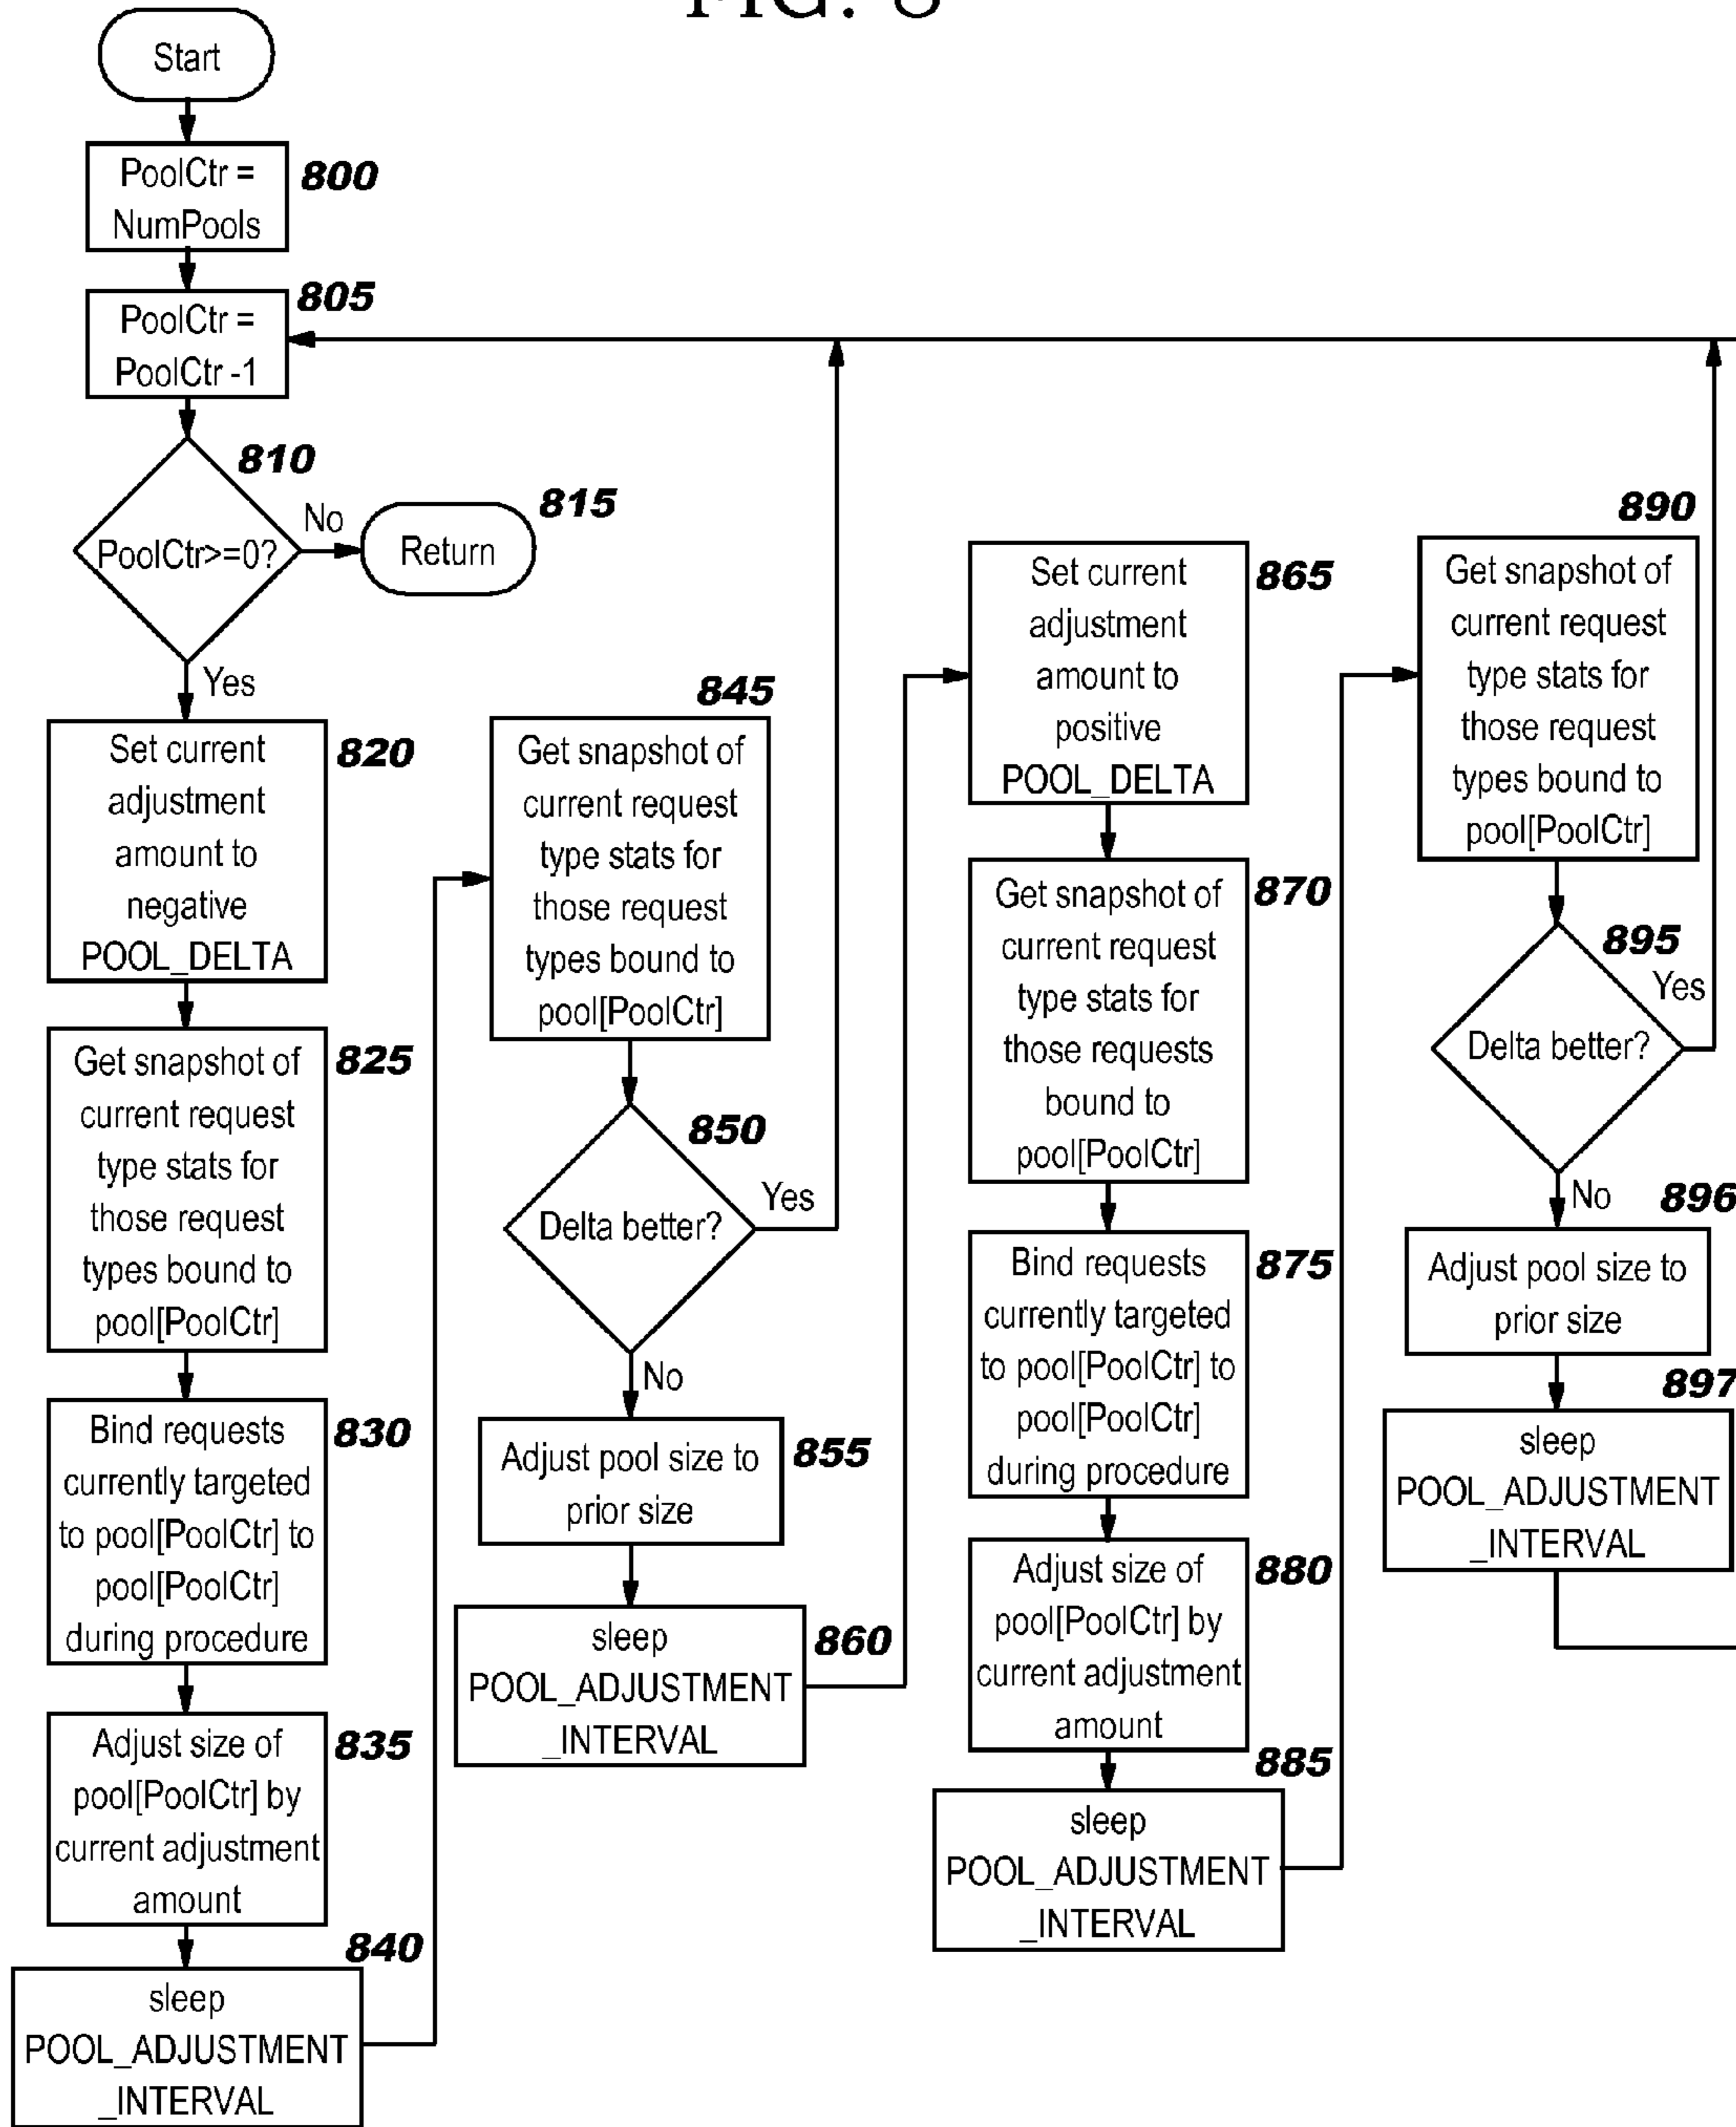 FIG. 8
Start
PoolCtr =
NumPools
800
PoolCtr =
PoolCtr -1
805
810
PoolCtr>=0?
No
815
Return
Yes
Set current
adjustment
amount to
negative
POOL_DELTA
820
Get snapshot of
current request
type stats for
those request
types bound to
pool[PoolCtr]
825
Bind requests
currently targeted
to pool[PoolCtr] to
pool[PoolCtr]
during procedure
830
Adjust size of
pool[PoolCtr] by
current adjustment
amount
835
840
sleep
POOL_ADJUSTMENT
_INTERVAL
845
Get snapshot of
current request
type stats for
those request
types bound to
pool[PoolCtr]
850
Delta better?
Yes
No
Adjust pool size to
prior size
855
sleep
POOL_ADJUSTMENT
_INTERVAL
860
Set current
adjustment
amount to
positive
POOL_DELTA
865
Get snapshot of
current request
type stats for
those requests
bound to
pool[PoolCtr]
870
Bind requests
currently targeted
to pool[PoolCtr] to
pool[PoolCtr]
during procedure
875
Adjust size of
pool[PoolCtr] by
current adjustment
amount
880
885
sleep
POOL_ADJUSTMENT
_INTERVAL
890
Get snapshot of
current request
type stats for
those request
types bound to
pool[PoolCtr]
895
Yes
Delta better?
No
896
Adjust pool size to
prior size
897
sleep
POOL_ADJUSTMENT
_INTERVAL